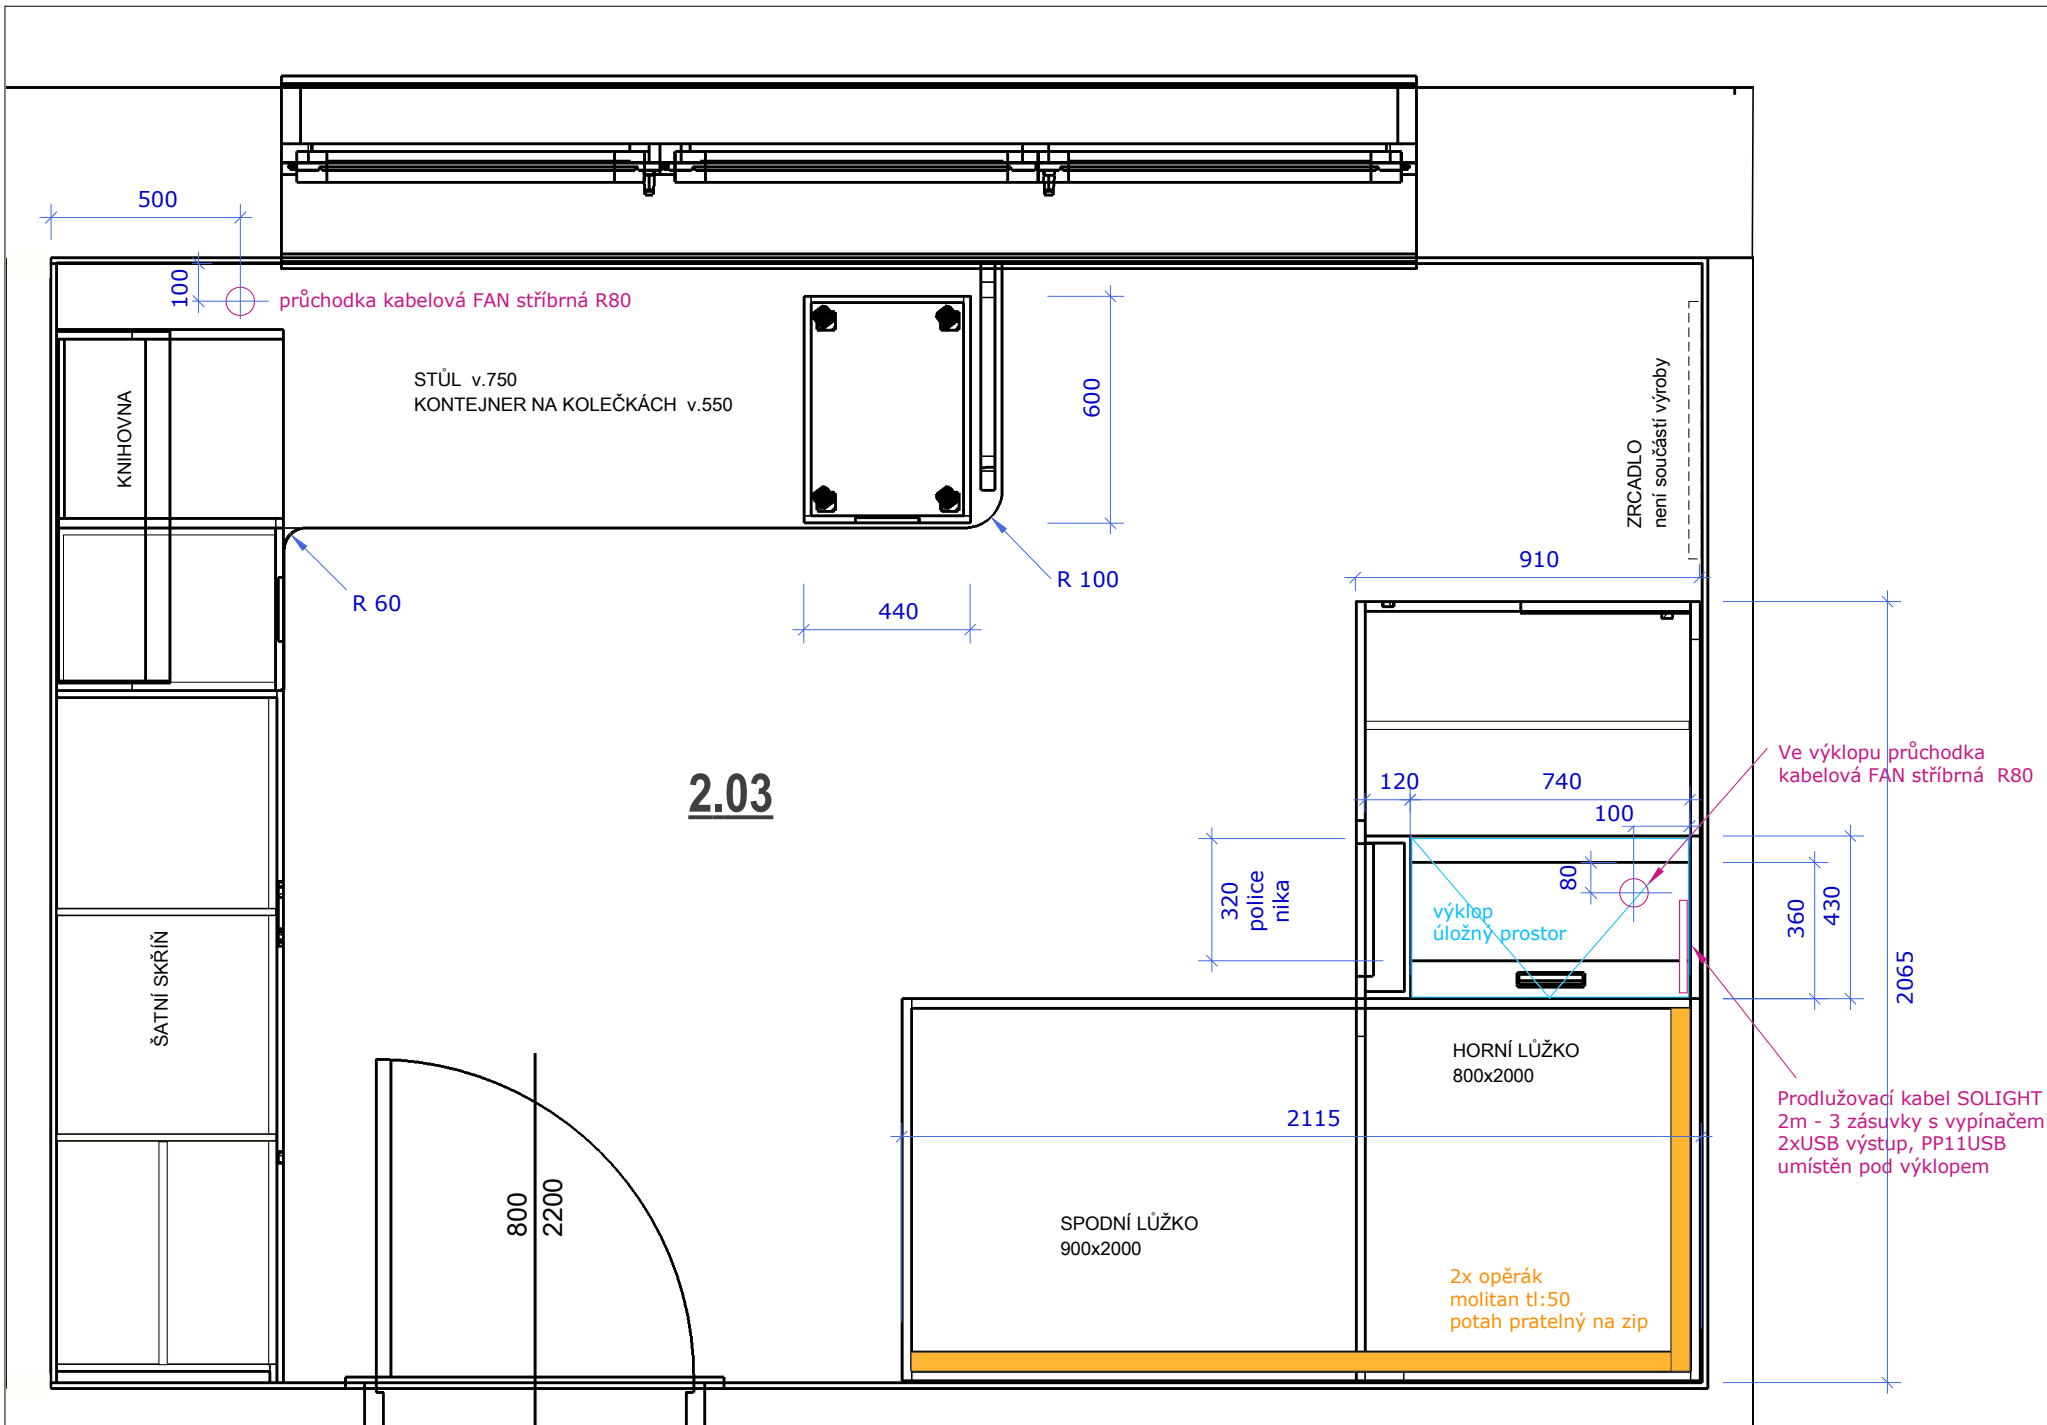 500
100
průchodka kabelová FAN stříbrná R80
STŮL v.750
KONTEJNER NA KOLEČKÁCH v.550
KNIHOVNA
600
ZRCADLO
není součástí výroby
R 60
R 100
440
910
2.03
120
740
100
Ve výklopu průchodka
kabelová FAN stříbrná R80
320
police
nika
80
výklop
úložný prostor
360
430
2065
ŠATNÍ SKŘÍŇ
HORNÍ LŮŽKO
800x2000
2115
Prodlužovací kabel SOLIGHT
2m - 3 zásuvky s vypínačem
2xUSB výstup, PP11USB
umístěn pod výklopem
800
2200
SPODNÍ LŮŽKO
900x2000
2x opěrák
molitan tl:50
potah pratelný na zip